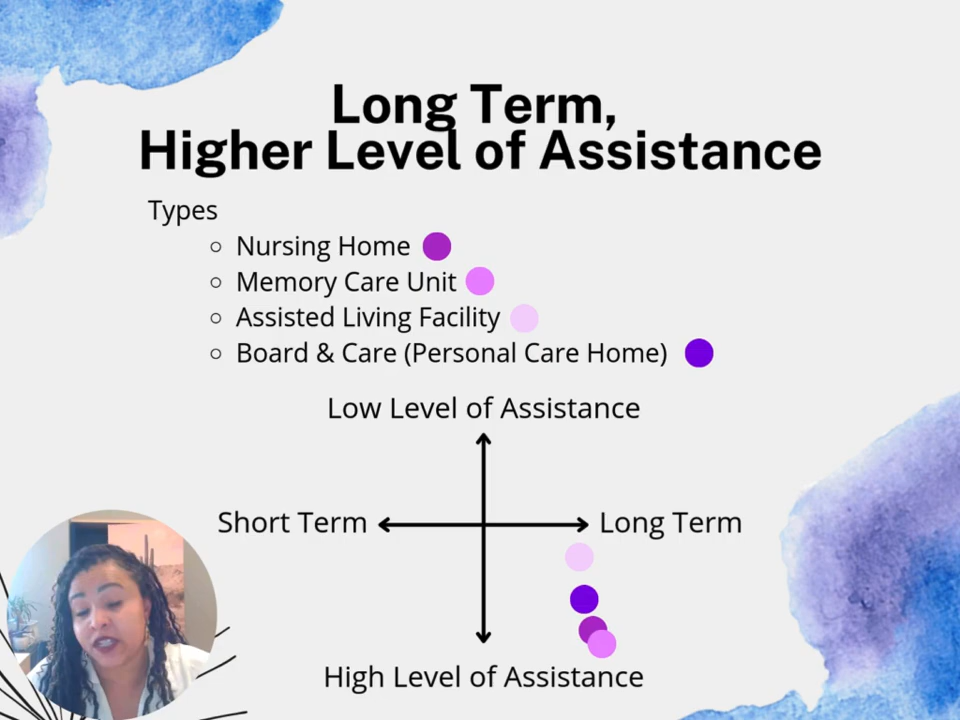 Long Term,
Higher Level of Assistance
Types
Nursing Home
Memory Care Unit
Assisted Living Facility
Board & Care (Personal Care Home)
Low Level of Assistance
Short Term
Long Term
High Level of Assistance